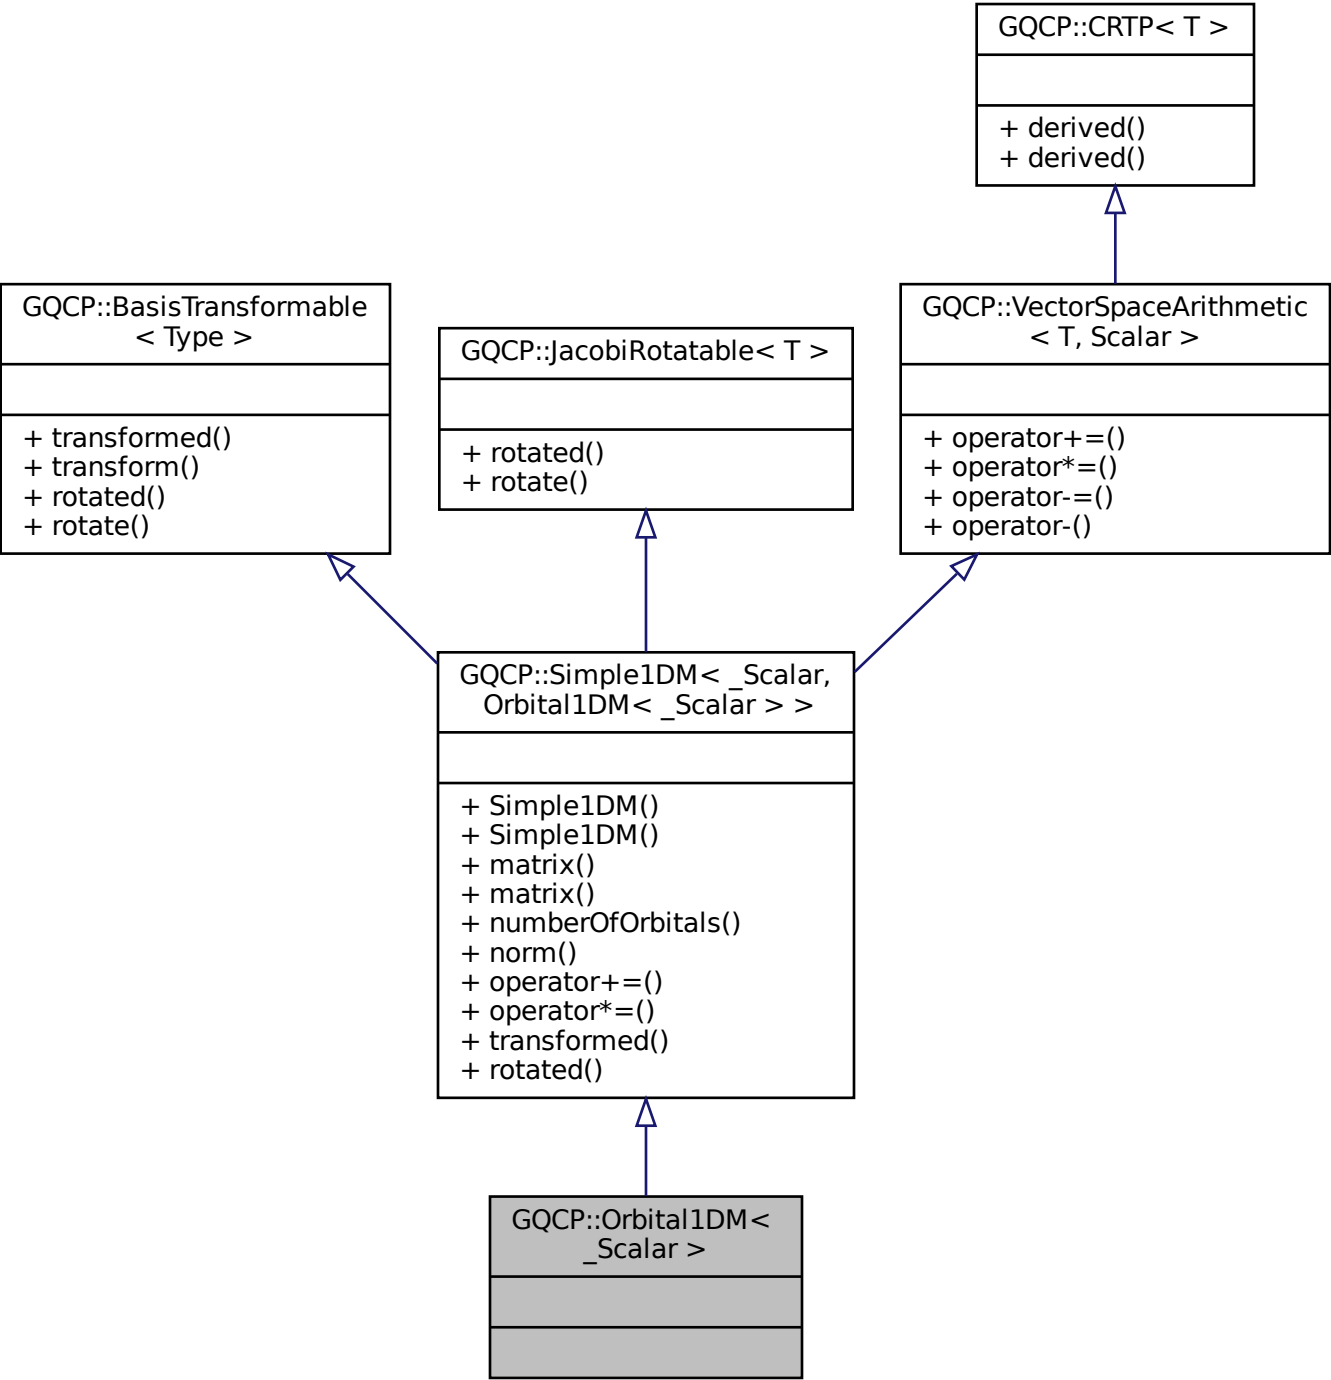 GQCP::CRTP< T >
+ derived()
+ derived()
GQCP::BasisTransformable
< Type >
+ transformed()
+ transform()
+ rotated()
+ rotate()
GQCP::JacobiRotatable< T >
+ rotated()
+ rotate()
GQCP::VectorSpaceArithmetic
< T, Scalar >
+ operator+=()
+ operator*=()
+ operator-=()
+ operator-()
GQCP::Simple1DM< _Scalar,
Orbital1DM< _Scalar > >
+ Simple1DM()
+ Simple1DM()
+ matrix()
+ matrix()
+ numberOfOrbitals()
+ norm()
+ operator+=()
+ operator*=()
+ transformed()
+ rotated()
GQCP::Orbital1DM<
_Scalar >